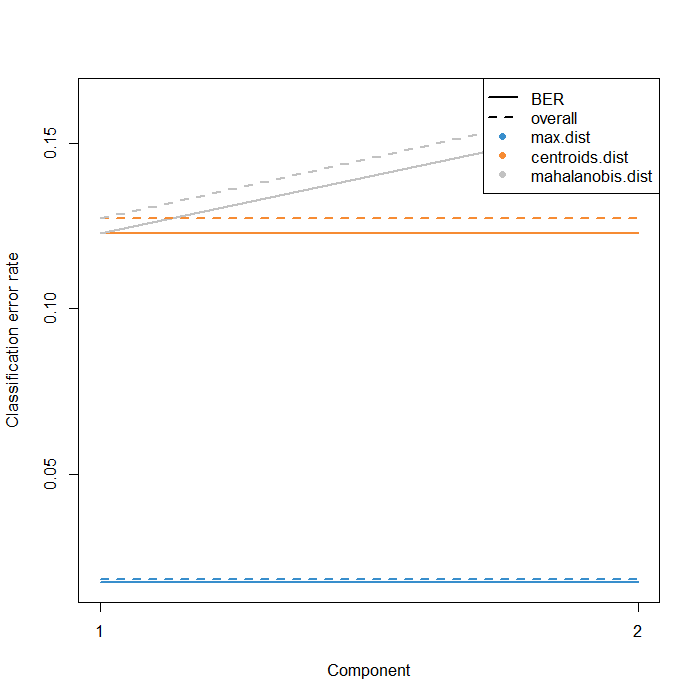 BER
overall
max.dist
centroids.dist
mahalanobis.dist
0.15
0.10
0.05
Classification error rate
1
2
Component